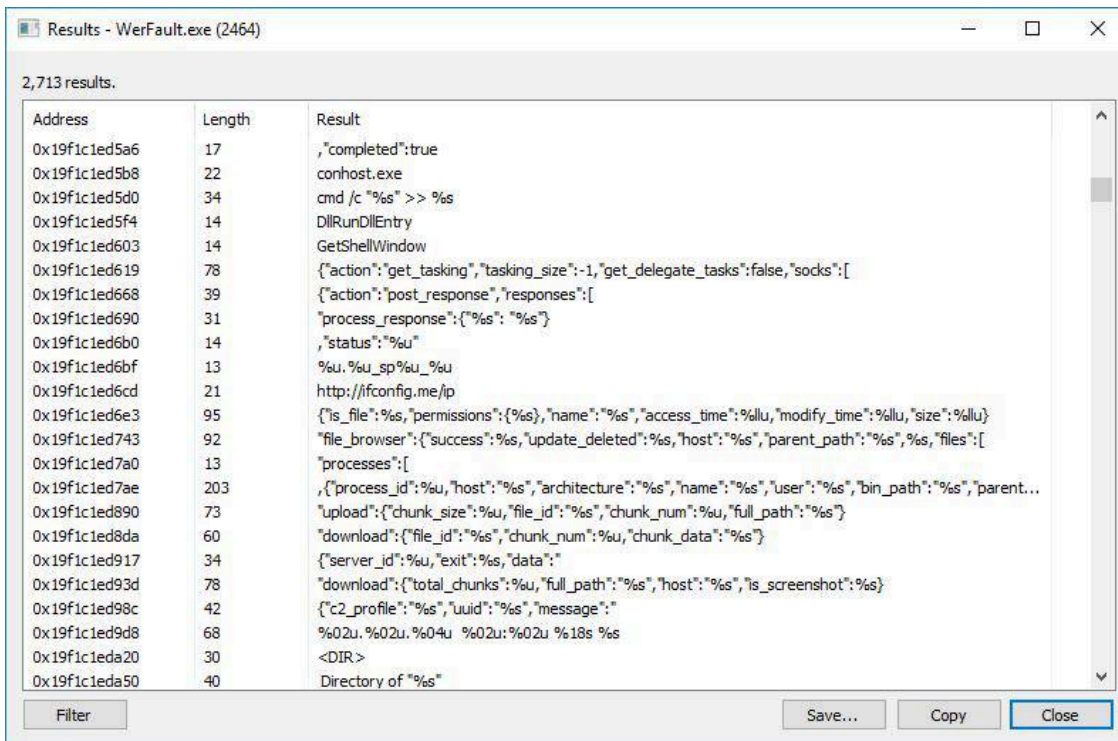 Results - WerFault.exe (2464)
2,713 results.
Address Length Result
0x19f1c1ed5a6 17 ,"completed":true
0x19f1c1ed5b8 22 conhost.exe
0x19f1c1ed5d0 34 cmd /c "%s" >> %s
0x19f1c1ed5f4 14 DllRunDllEntry
0x19f1c1ed603 14 GetShellWindow
0x19f1c1ed619 78 {"action":"get_tasking","tasking_size":-1,"get_delegate_tasks":false,"socks":[
0x19f1c1ed668 39 {"action":"post_response","responses":[
0x19f1c1ed690 31 "process_response":{"%s": "%s"}
0x19f1c1ed6b0 14 ,"status":"%u"
0x19f1c1ed6bf 13 %u.%u_sp%u_%u
0x19f1c1ed6cd 21 http://ifconfig.me/ip
0x19f1c1ed6e3 95 {"is_file":%s,"permissions":{%s},"name":"%s","access_time":%llu,"modify_time":%llu,"size":%llu}
0x19f1c1ed743 92 "file_browser":{"success":%s,"update_deleted":%s,"host":"%s","parent_path":"%s",%s,"files":[
0x19f1c1ed7a0 13 "processes":[
0x19f1c1ed7ae 203 ,{"process_id":%u,"host":"%s","architecture":"%s","name":"%s","user":"%s","bin_path":"%s","parent...
0x19f1c1ed890 73 "upload":{"chunk_size":%u,"file_id":"%s","chunk_num":%u,"full_path":"%s"}
0x19f1c1ed8da 60 "download":{"file_id":"%s","chunk_num":%u,"chunk_data":"%s"}
0x19f1c1ed917 34 {"server_id":%u,"exit":%s,"data":"
0x19f1c1ed93d 78 "download":{"total_chunks":%u,"full_path":"%s","host":"%s","is_screenshot":%s}
0x19f1c1ed98c 42 {"c2_profile":"%s","uuid":"%s","message":"
0x19f1c1ed9d8 68 %02u.%02u.%04u %02u:%02u %18s %s
0x19f1c1eda20 30 <DIR>
0x19f1c1eda50 40 Directory of "%s"
Filter Save... Copy Close